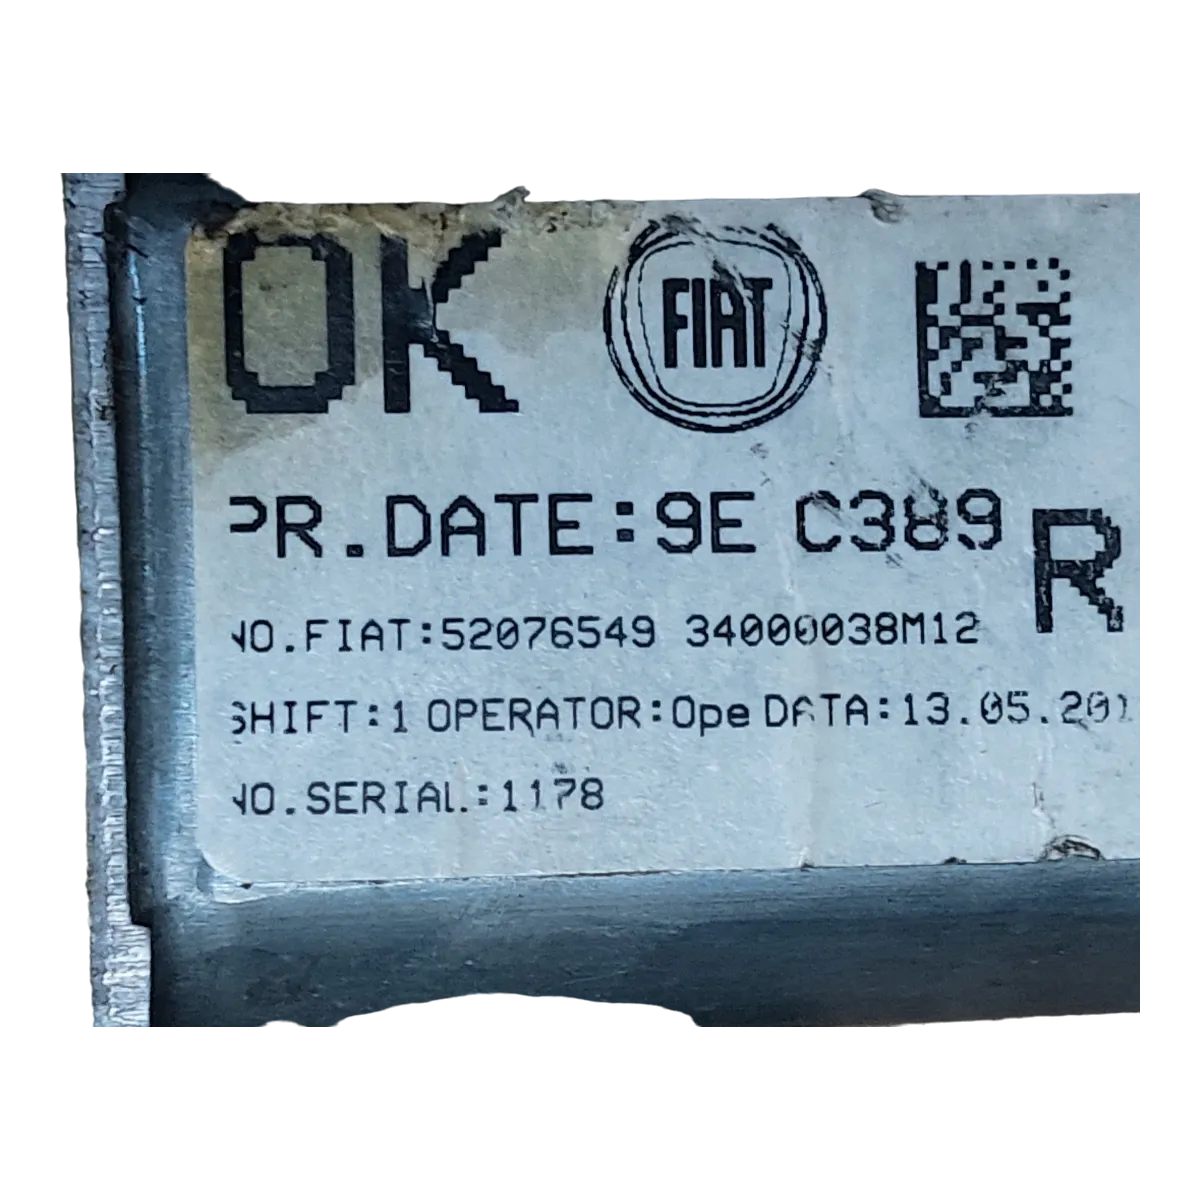 OK FIAT
PR.DATE:9E C389
R
NO.FIAT:52076549 34000038M12
SHIFT:1 OPERATOR:Ope DATA:13.05.201
NO.SERIAL:1178